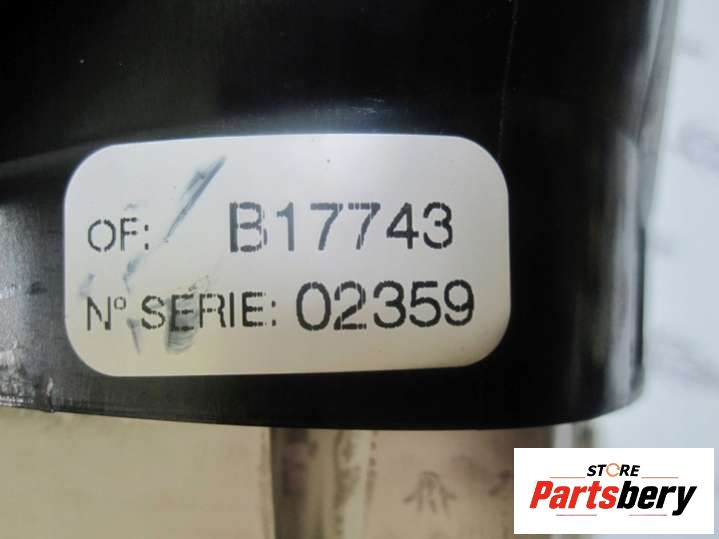 OF: B17743
N° SERIE: 02359
STORE
Partsbery